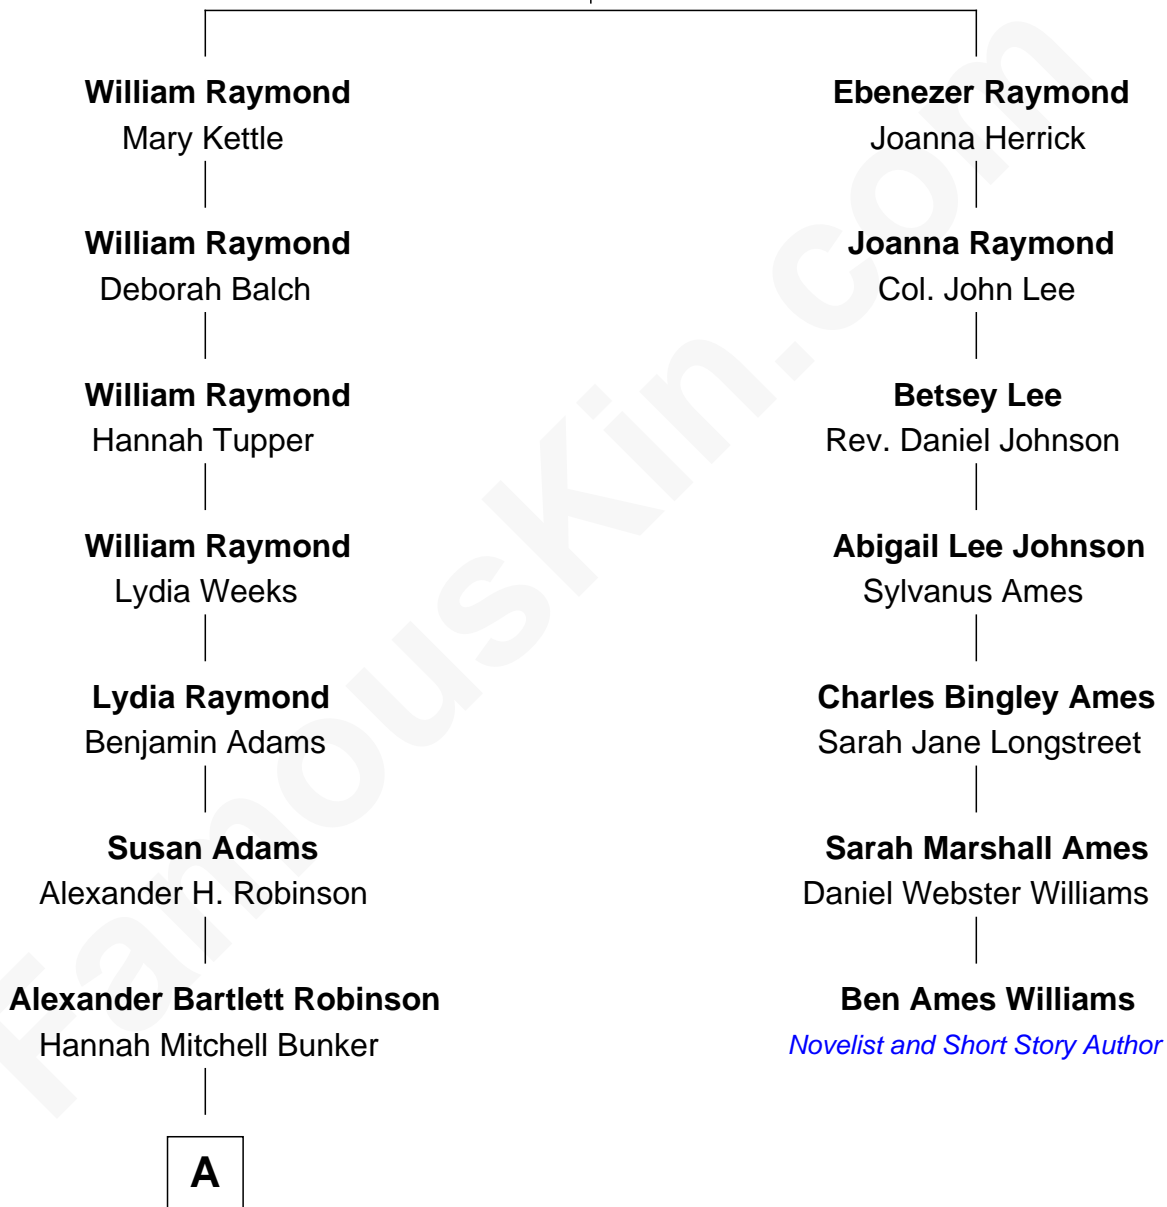 William Raymond
Mary Kettle
William Raymond
Deborah Balch
William Raymond
Hannah Tupper
William Raymond
Lydia Weeks
Lydia Raymond
Benjamin Adams
Susan Adams
Alexander H. Robinson
Alexander Bartlett Robinson
Hannah Mitchell Bunker
A
Ebenezer Raymond
Joanna Herrick
Joanna Raymond
Col. John Lee
Betsey Lee
Rev. Daniel Johnson
Abigail Lee Johnson
Sylvanus Ames
Charles Bingley Ames
Sarah Jane Longstreet
Sarah Marshall Ames
Daniel Webster Williams
Ben Ames Williams
Novelist and Short Story Author
FamousKin.com